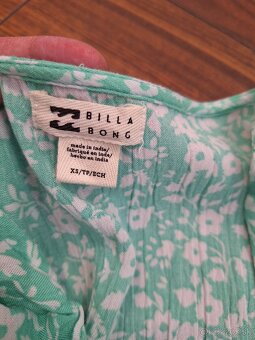 BILLA
BONG
made in India/
fabriqué en Inde/
hecho en India
XS/TP/ECH